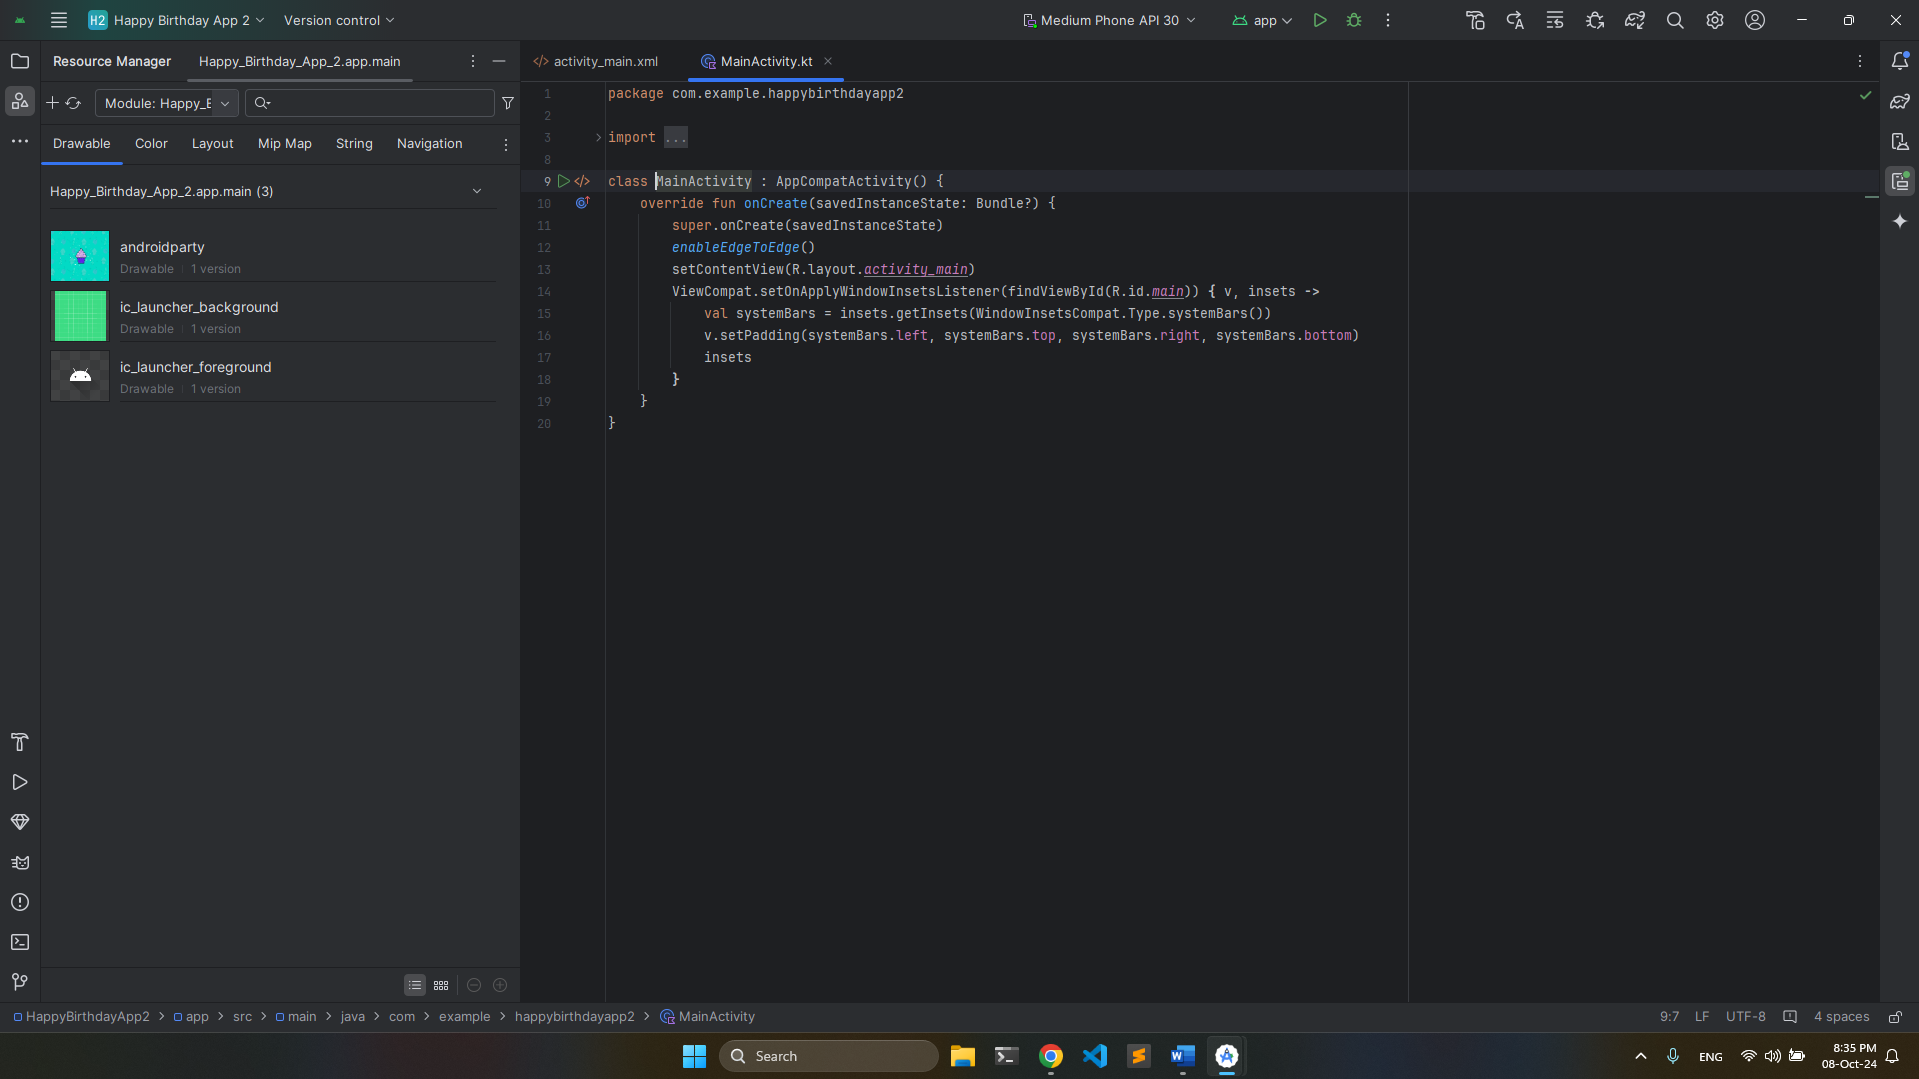 H2 Happy Birthday App 2 Version control Medium Phone API 30 app
Resource Manager Happy_Birthday_App_2.app.main
Module: Happy_E
Drawable Color Layout Mip Map String Navigation
Happy_Birthday_App_2.app.main (3)
androidparty
Drawable 1 version
ic_launcher_background
Drawable 1 version
ic_launcher_foreground
Drawable 1 version
activity_main.xml MainActivity.kt
1 package com.example.happybirthdayapp2
2
3 import ...
8
9 class MainActivity : AppCompatActivity() {
10 override fun onCreate(savedInstanceState: Bundle?) {
11 super.onCreate(savedInstanceState)
12 enableEdgeToEdge()
13 setContentView(R.layout.activity_main)
14 ViewCompat.setOnApplyWindowInsetsListener(findViewById(R.id.main)) { v, insets ->
15 val systemBars = insets.getInsets(WindowInsetsCompat.Type.systemBars())
16 v.setPadding(systemBars.left, systemBars.top, systemBars.right, systemBars.bottom)
17 insets
18 }
19 }
20 }
HappyBirthdayApp2 > app > src > main > java > com > example > happybirthdayapp2 > MainActivity 9:7 LF UTF-8 4 spaces
Search
ENG
8:35 PM
08-Oct-24